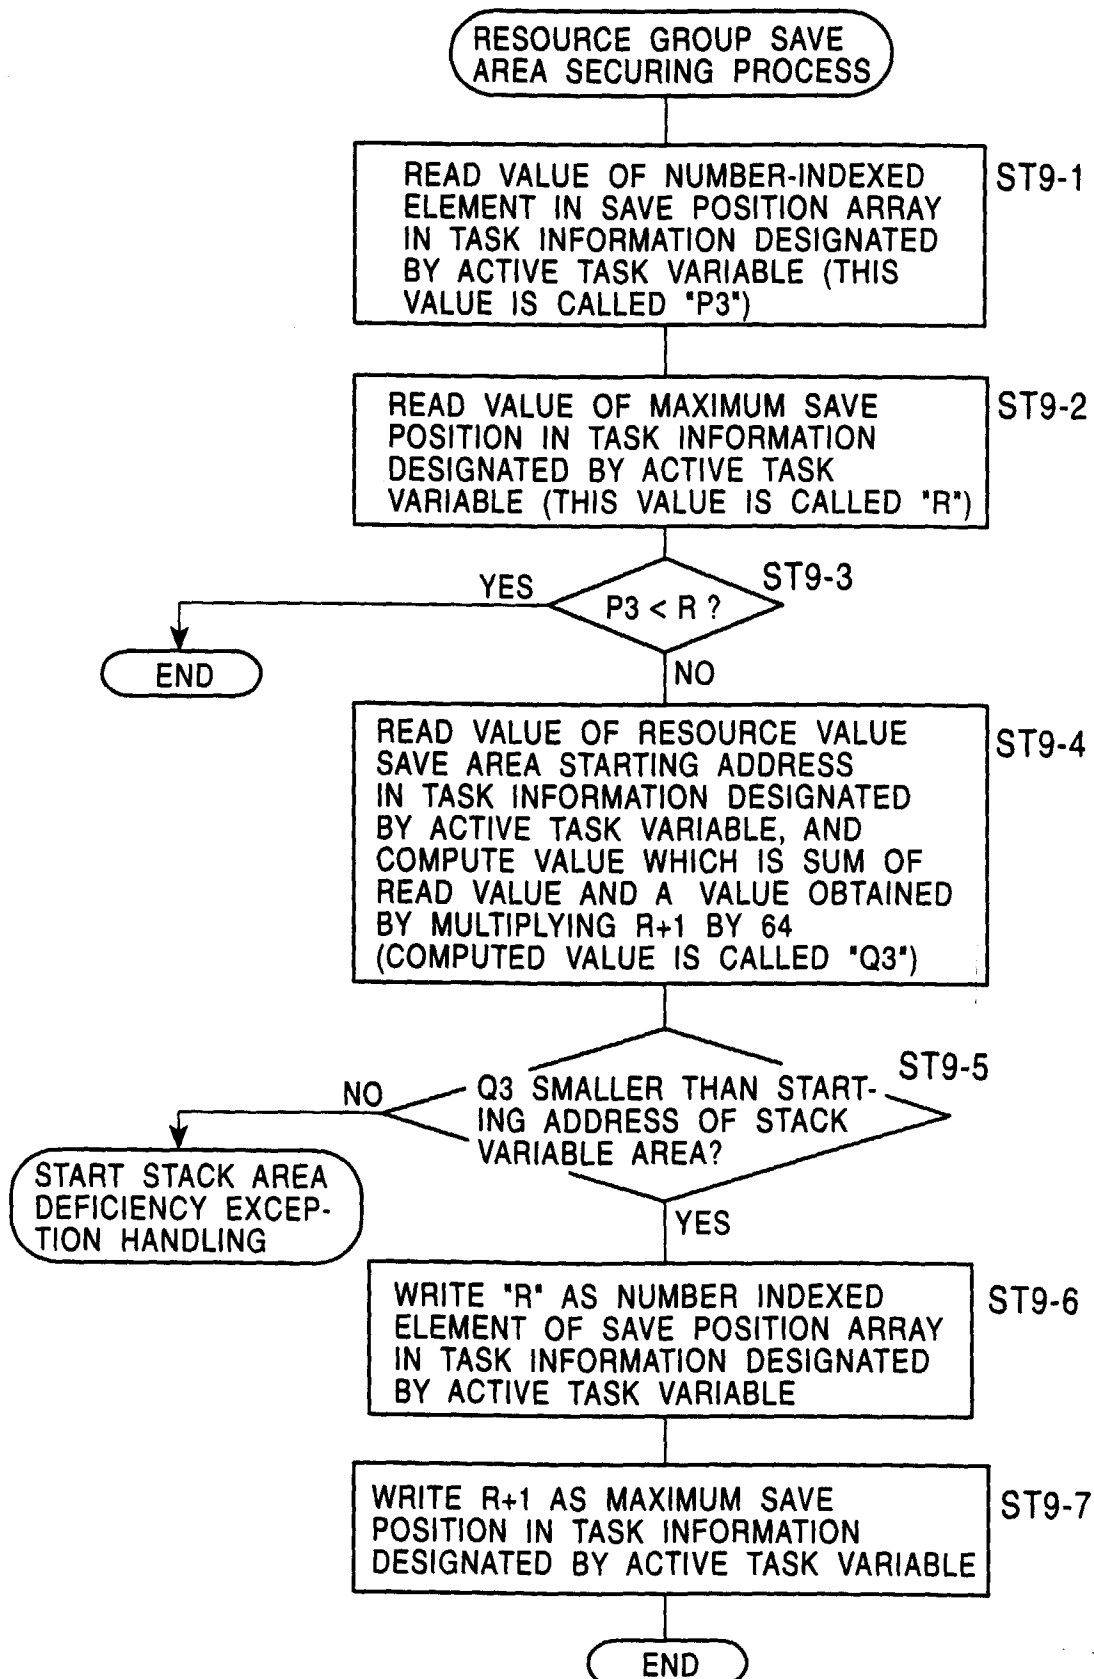 RESOURCE GROUP SAVE
AREA SECURING PROCESS
READ VALUE OF NUMBER-INDEXED
ELEMENT IN SAVE POSITION ARRAY
IN TASK INFORMATION DESIGNATED
BY ACTIVE TASK VARIABLE (THIS
VALUE IS CALLED "P3")
ST9-1
READ VALUE OF MAXIMUM SAVE
POSITION IN TASK INFORMATION
DESIGNATED BY ACTIVE TASK
VARIABLE (THIS VALUE IS CALLED "R")
ST9-2
P3 < R ?
ST9-3
YES
END
NO
READ VALUE OF RESOURCE VALUE
SAVE AREA STARTING ADDRESS
IN TASK INFORMATION DESIGNATED
BY ACTIVE TASK VARIABLE, AND
COMPUTE VALUE WHICH IS SUM OF
READ VALUE AND A VALUE OBTAINED
BY MULTIPLYING R+1 BY 64
(COMPUTED VALUE IS CALLED "Q3")
ST9-4
Q3 SMALLER THAN START-
ING ADDRESS OF STACK
VARIABLE AREA?
ST9-5
NO
START STACK AREA
DEFICIENCY EXCEP-
TION HANDLING
YES
WRITE "R" AS NUMBER INDEXED
ELEMENT OF SAVE POSITION ARRAY
IN TASK INFORMATION DESIGNATED
BY ACTIVE TASK VARIABLE
ST9-6
WRITE R+1 AS MAXIMUM SAVE
POSITION IN TASK INFORMATION
DESIGNATED BY ACTIVE TASK VARIABLE
ST9-7
END